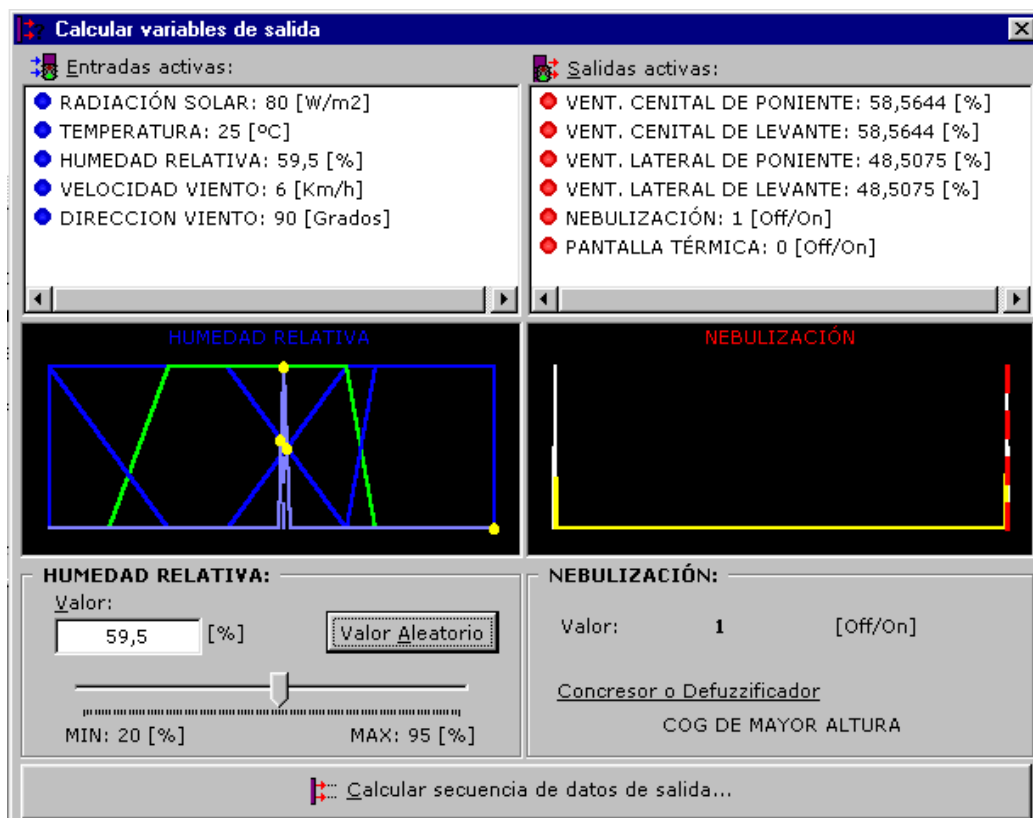 Calcular variables de salida
Entradas activas:
RADIACIÓN SOLAR: 80 [W/m2]
TEMPERATURA: 25 [ºC]
HUMEDAD RELATIVA: 59,5 [%]
VELOCIDAD VIENTO: 6 [Km/h]
DIRECCION VIENTO: 90 [Grados]
Salidas activas:
VENT. CENITAL DE PONIENTE: 58,5644 [%]
VENT. CENITAL DE LEVANTE: 58,5644 [%]
VENT. LATERAL DE PONIENTE: 48,5075 [%]
VENT. LATERAL DE LEVANTE: 48,5075 [%]
NEBULIZACIÓN: 1 [Off/On]
PANTALLA TÉRMICA: 0 [Off/On]
HUMEDAD RELATIVA
NEBULIZACIÓN
HUMEDAD RELATIVA:
Valor:
59,5 [%] Valor Aleatorio
MIN: 20 [%] MAX: 95 [%]
NEBULIZACIÓN:
Valor: 1 [Off/On]
Concresor o Defuzzificador
COG DE MAYOR ALTURA
Calcular secuencia de datos de salida...